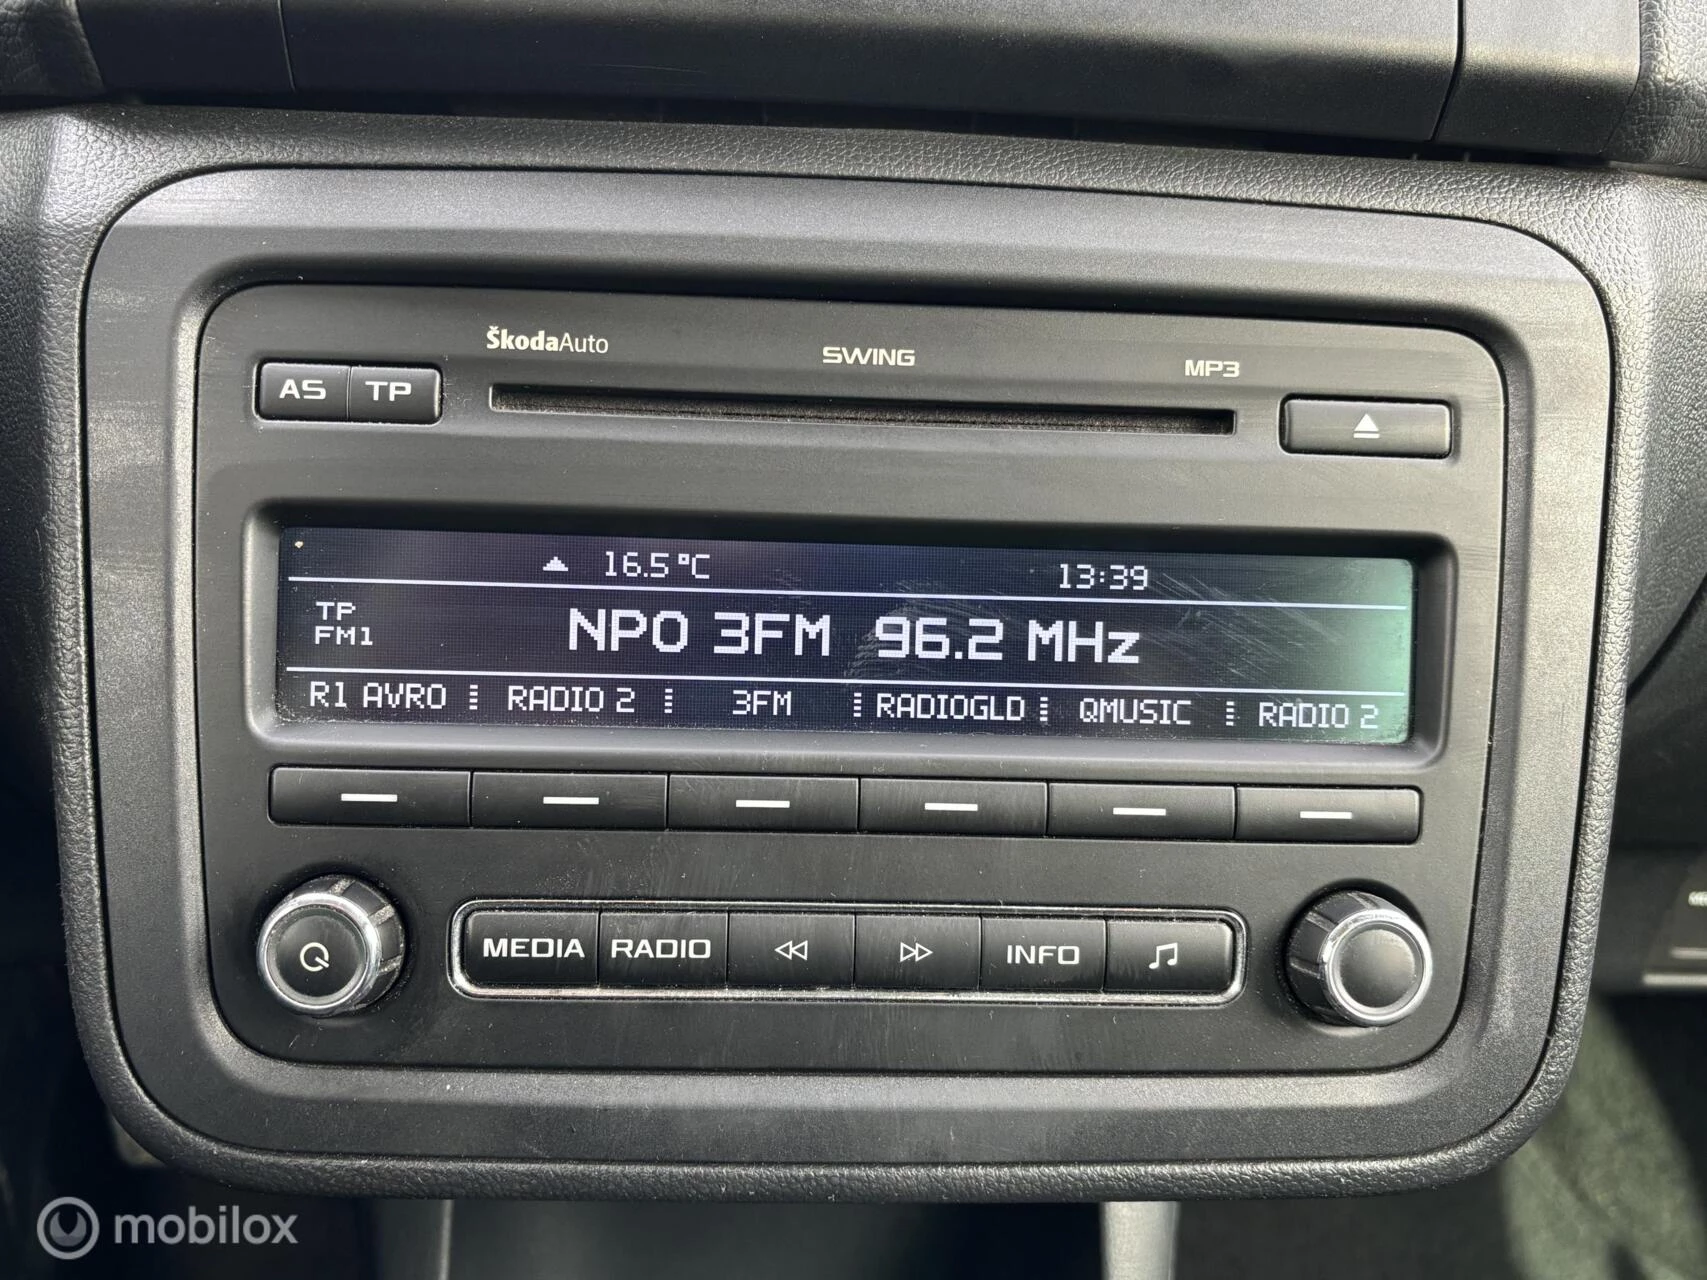 ŠkodaAuto SWING MP3
AS TP
16.5°C 13:39
TP
FM1
NPO 3FM 96.2 MHz
R1 AVRO RADIO 2 3FM RADIOGLD QMUSIC RADIO 2
MEDIA RADIO INFO
mobilox